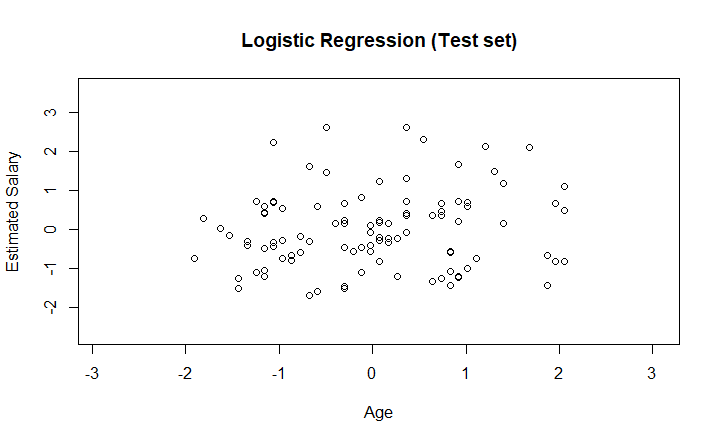 Logistic Regression (Test set)
Estimated Salary
3
2
1
0
-1
-2
-3 -2 -1 0 1 2 3
Age